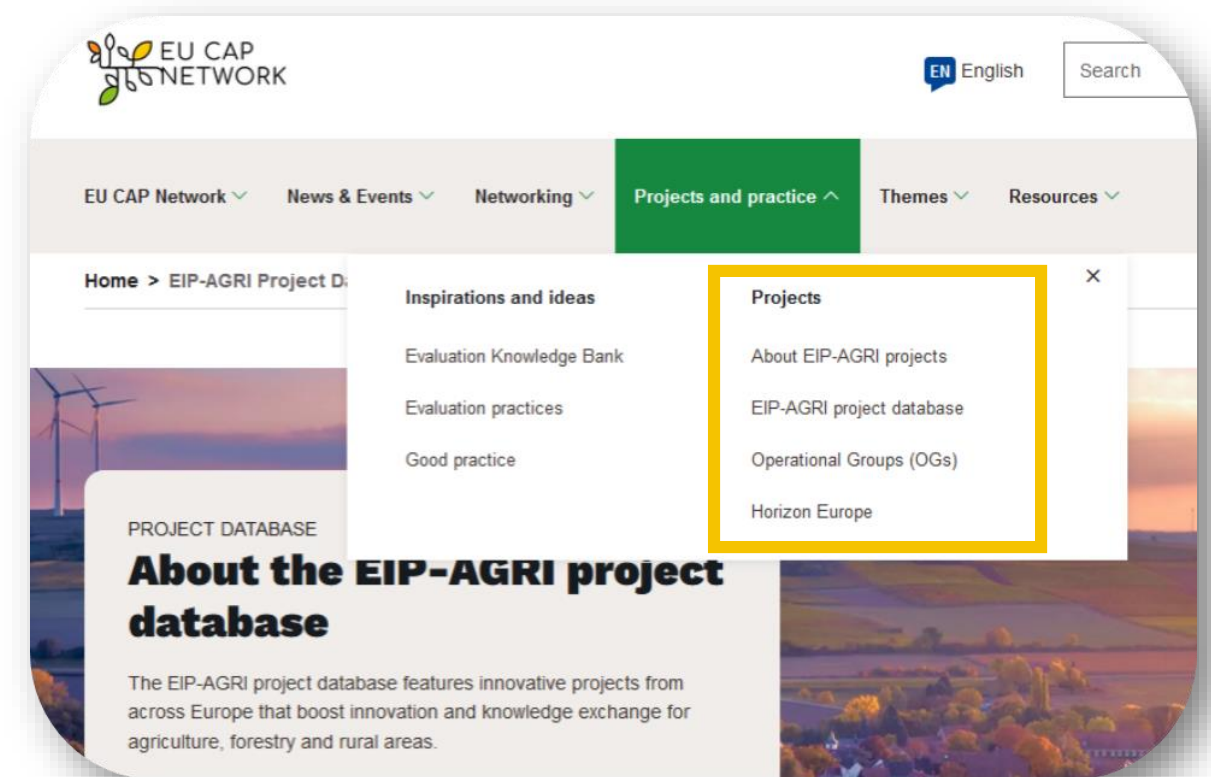 EU CAP
NETWORK
EN English
Search
EU CAP Network
News & Events
Networking
Projects and practice
Themes
Resources
Home > EIP-AGRI Project D
Inspirations and ideas
Evaluation Knowledge Bank
Evaluation practices
Good practice
Projects
About EIP-AGRI projects
EIP-AGRI project database
Operational Groups (OGs)
Horizon Europe
PROJECT DATABASE
About the EIP-AGRI project
database
The EIP-AGRI project database features innovative projects from
across Europe that boost innovation and knowledge exchange for
agriculture, forestry and rural areas.